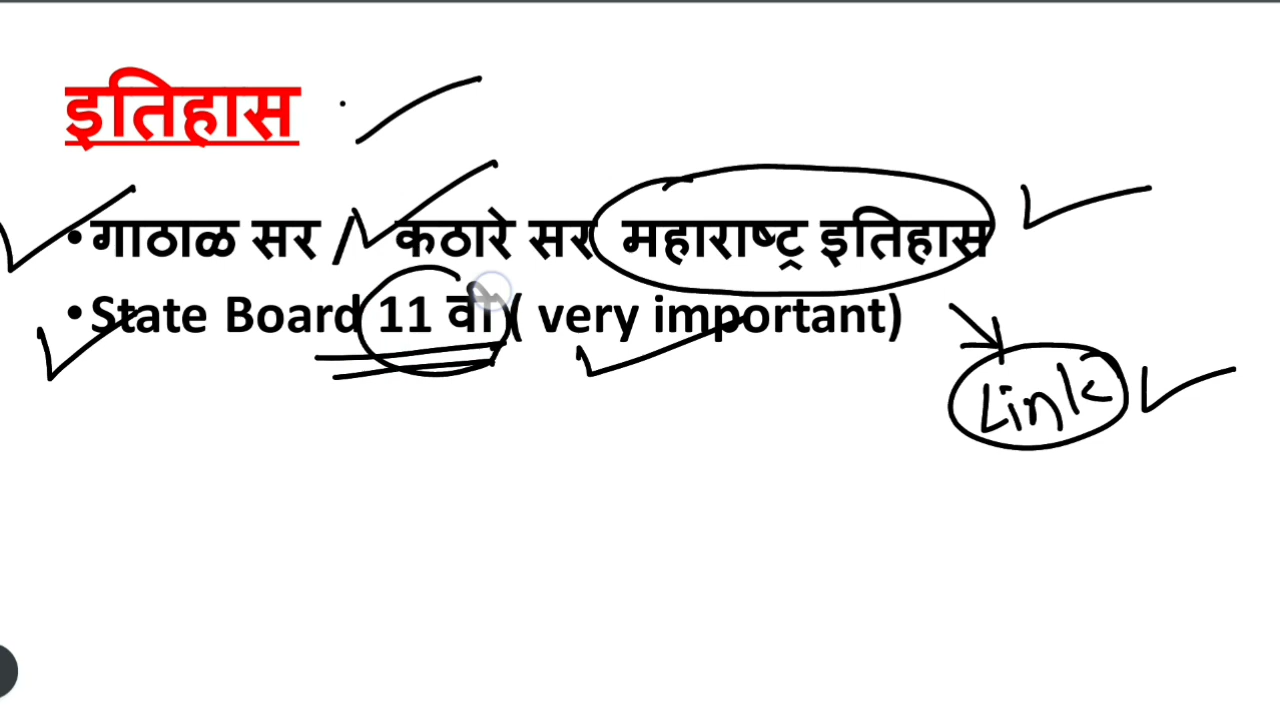 इतिहास
• गाठाळ सर / कठारे सर महाराष्ट्र इतिहास
• State Board 11 वी ( very important)
Link